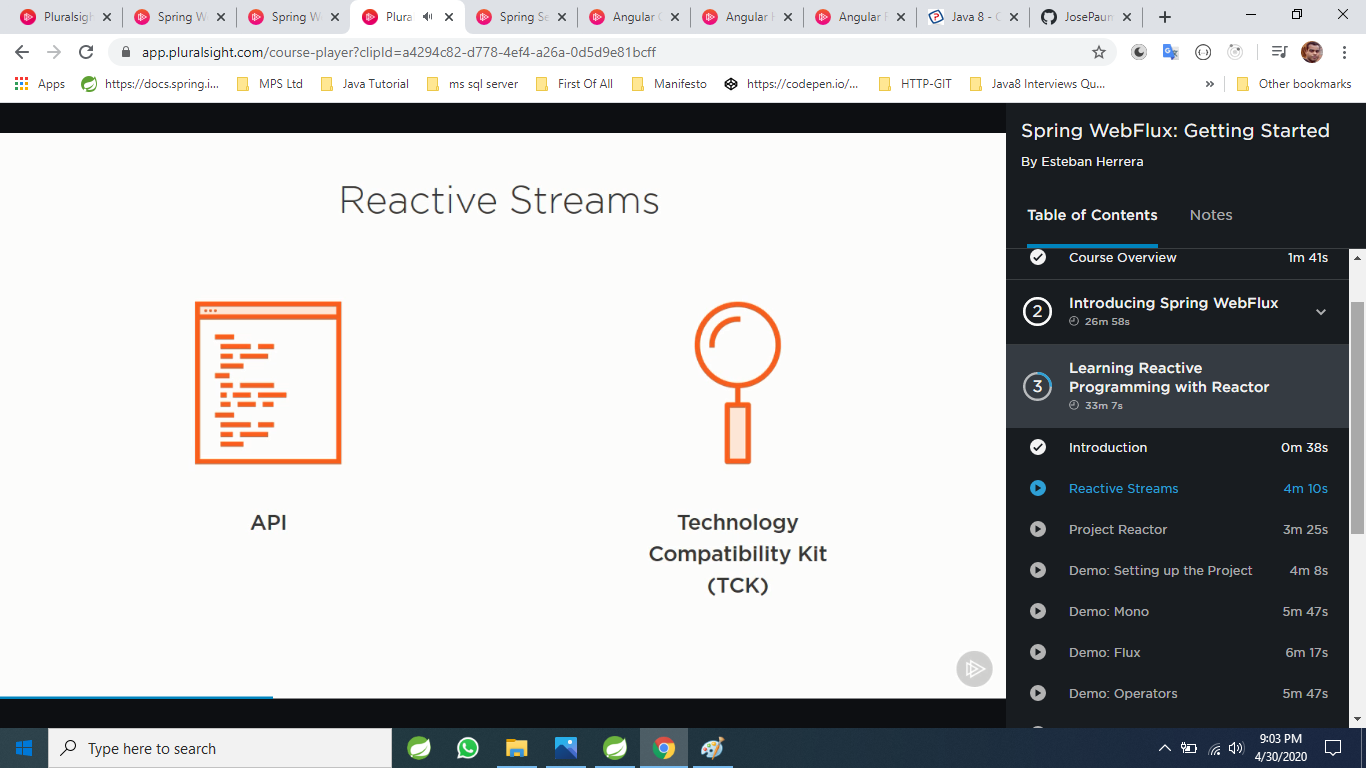 Pluralsigh
Spring W
Spring W
Plura
Spring Se
Angular
Angular
Angular
Java 8 - 
JosePaun
app.pluralsight.com/course-player?clipId=a4294c82-d778-4ef4-a26a-0d5d9e81bcff
Apps
https://docs.spring.i...
MPS Ltd
Java Tutorial
ms sql server
First Of All
Manifesto
https://codepen.io/...
HTTP-GIT
Java8 Interviews Qu...
»
Other bookmarks
Reactive Streams
API
Technology
Compatibility Kit
(TCK)
Spring WebFlux: Getting Started
By Esteban Herrera
Table of Contents
Notes
Course Overview
1m 41s
2
Introducing Spring WebFlux
26m 58s
3
Learning Reactive
Programming with Reactor
33m 7s
Introduction
0m 38s
Reactive Streams
4m 10s
Project Reactor
3m 25s
Demo: Setting up the Project
4m 8s
Demo: Mono
5m 47s
Demo: Flux
6m 17s
Demo: Operators
5m 47s
Type here to search
9:03 PM
4/30/2020